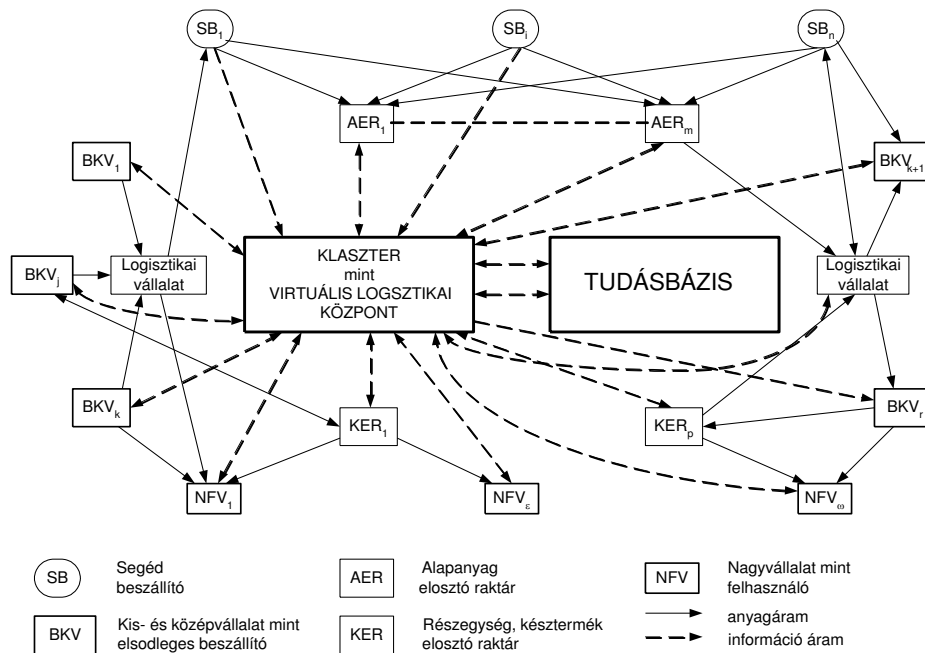 SB1
SBi
SBn
AER1
AERm
BKV1
BKVk+1
KLASZTER
mint
VIRTUÁLIS LOGSZTIKAI
KÖZPONT
TUDÁSBÁZIS
BKVj
Logisztikai
vállalat
Logisztikai
vállalat
BKVk
KER1
KERp
BKVr
NFV1
NFVε
NFVω
SB
Segéd
beszállító
AER
Alapanyag
elosztó raktár
NFV
Nagyvállalat mint
felhasználó
BKV
Kis- és középvállalat mint
elsodleges beszállító
KER
Részegység, késztermék
elosztó raktár
anyagáram
információ áram